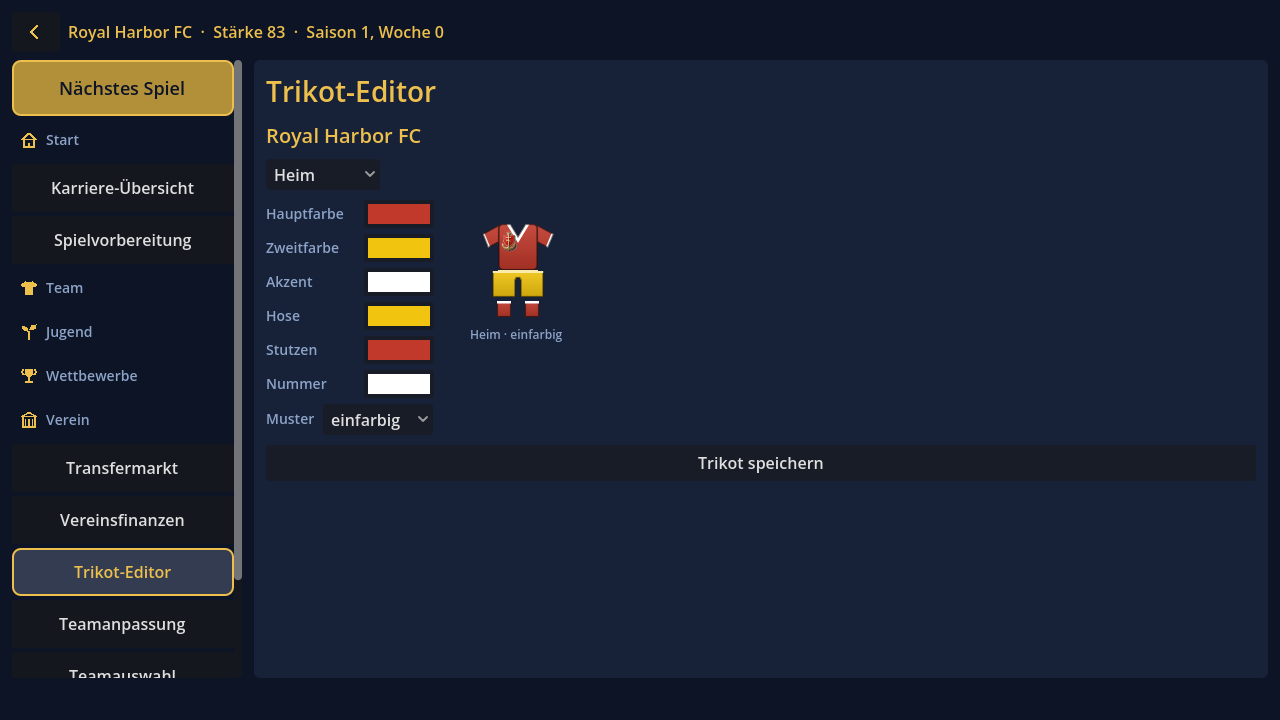 Royal Harbor FC · Stärke 83 · Saison 1, Woche 0
Nächstes Spiel
Start
Karriere-Übersicht
Spielvorbereitung
Team
Jugend
Wettbewerbe
Verein
Transfermarkt
Vereinsfinanzen
Trikot-Editor
Teamanpassung
Teamauswahl
Trikot-Editor
Royal Harbor FC
Heim
Hauptfarbe
Zweitfarbe
Akzent
Hose
Stutzen
Nummer
Muster einfarbig
Heim · einfarbig
Trikot speichern